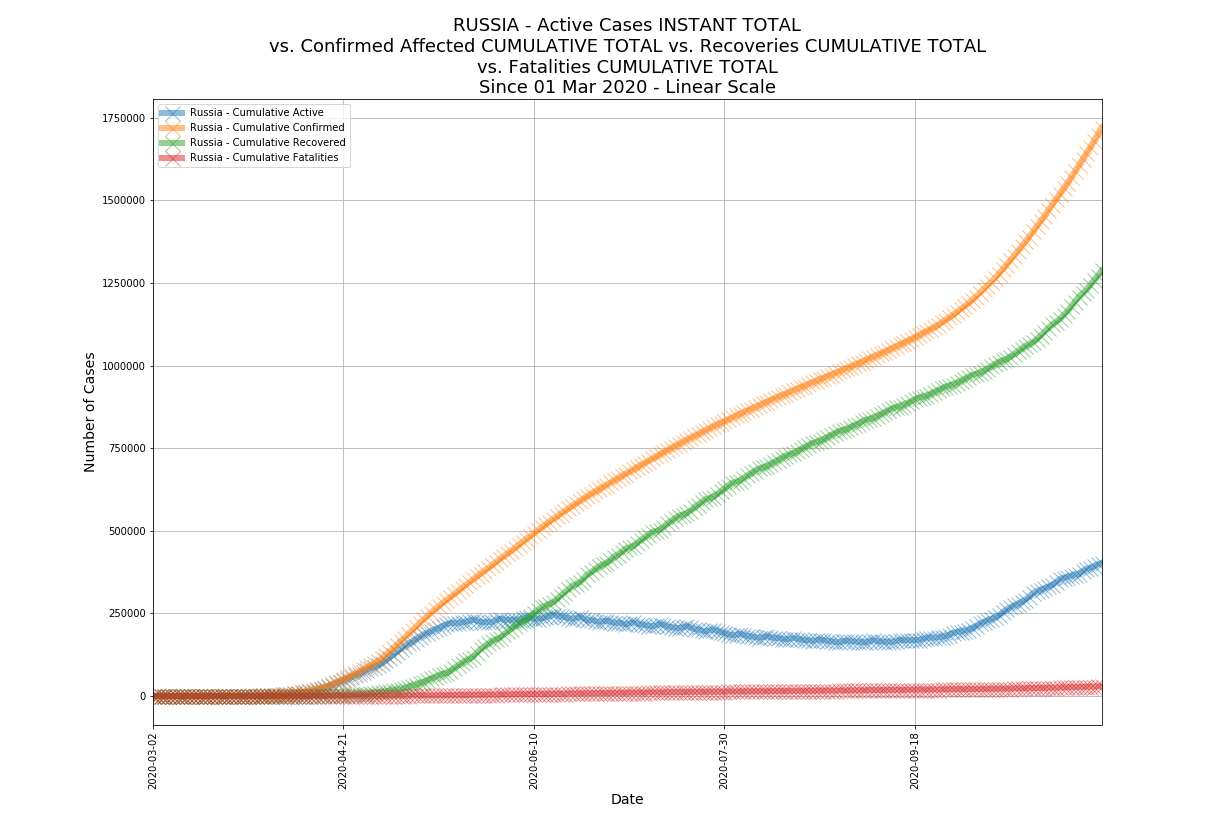 RUSSIA - Active Cases INSTANT TOTAL
vs. Confirmed Affected CUMULATIVE TOTAL vs. Recoveries CUMULATIVE TOTAL
vs. Fatalities CUMULATIVE TOTAL
Since 01 Mar 2020 - Linear Scale
Russia - Cumulative Active
Russia - Cumulative Confirmed
Russia - Cumulative Recovered
Russia - Cumulative Fatalities
Number of Cases
1750000
1500000
1250000
1000000
750000
500000
250000
0
2020-03-02
2020-04-21
2020-06-10
2020-07-30
2020-09-18
Date